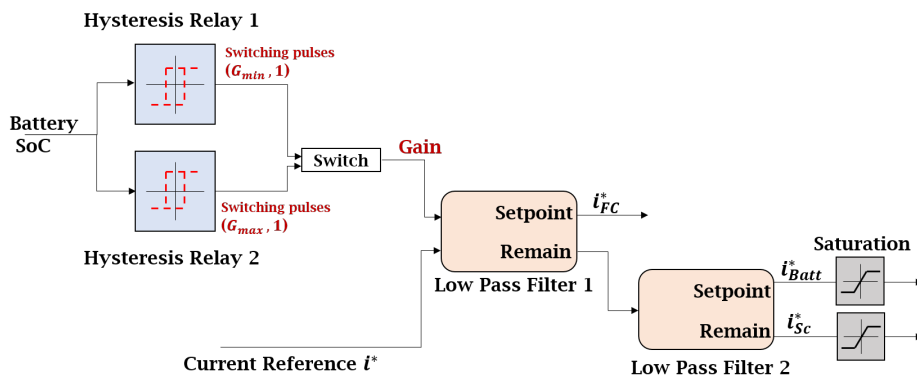 Hysteresis Relay 1
Switching pulses
(G_min, 1)
Battery
SoC
Switch
Gain
Switching pulses
(G_max, 1)
Hysteresis Relay 2
Setpoint
i*_FC
Remain
Low Pass Filter 1
Saturation
Setpoint
i*_Batt
Remain
i*_Sc
Low Pass Filter 2
Current Reference i*